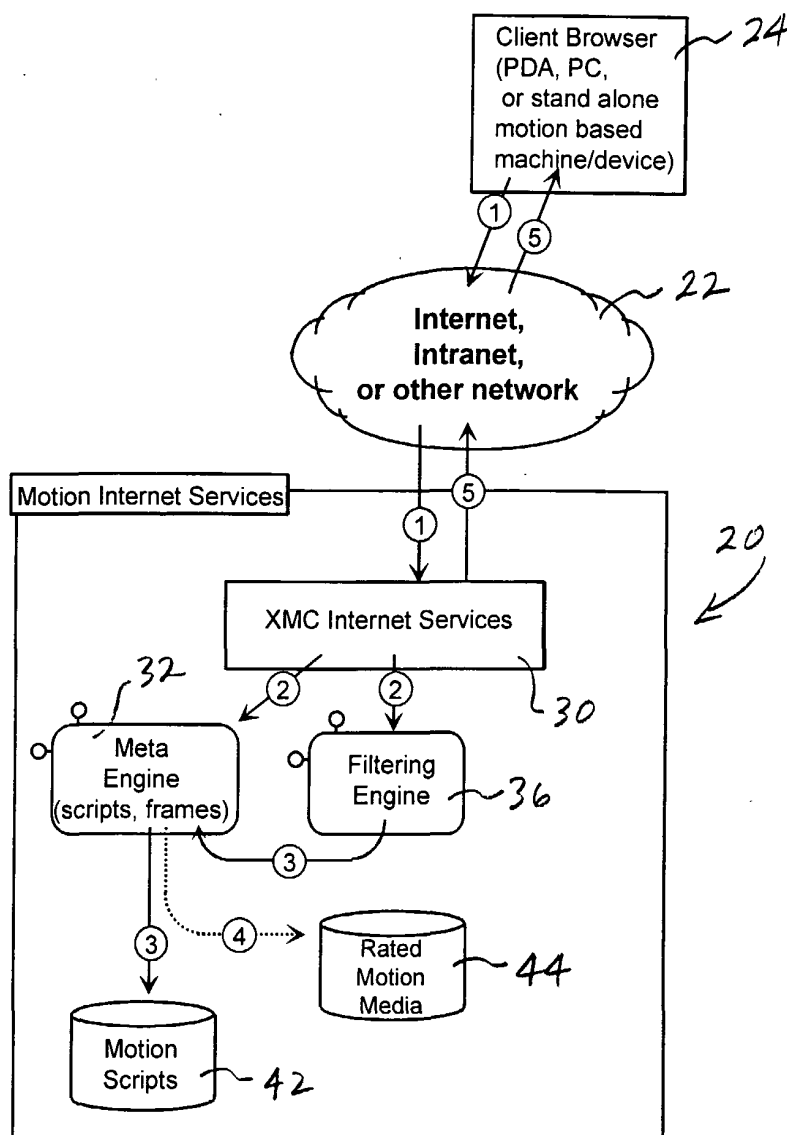 Client Browser
(PDA, PC,
or stand alone
motion based
machine/device)
24
1
5
22
Internet,
Intranet,
or other network
Motion Internet Services
5
1
20
XMC Internet Services
30
2
2
32
Meta
Engine
(scripts, frames)
Filtering
Engine
36
3
3
4
Rated
Motion
Media
44
Motion
Scripts
42